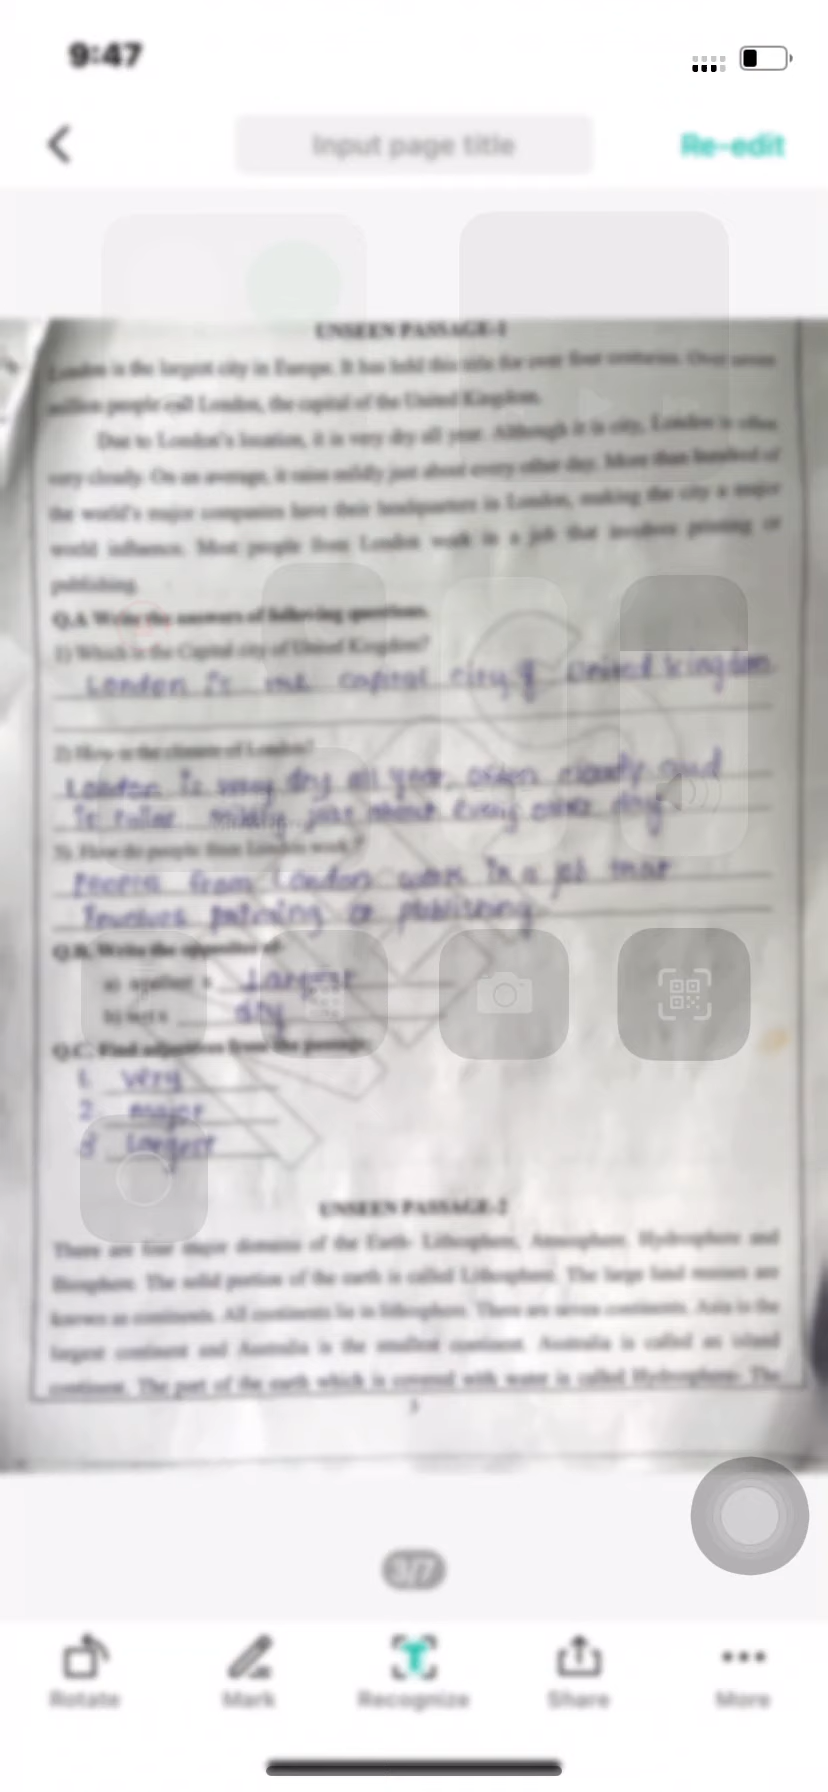 9:47
Input page title
Re-edit
UNSEEN PASSAGE-1
London is the largest city in Europe. It has held this title for over four centuries. Over seven
million people call London, the capital of the United Kingdom.
Due to London's location, it is very dry all year. Although it is city, London is often
very cloudy. On an average, it rains mildly just about every other day. More than hundred of
the world's major companies have their headquarters in London, making the city a major
world influence. Most people from London work in a job that involves printing or
publishing.
Q.A Write the answers of following questions.
1) Which is the Capital city of United Kingdom?
London is the capital city of United kingdom
2) How is the climate of London?
London is very dry all year, often cloudy and
mildly just about every other day
3) How do people from London work?
from London work in a job that
Involves printing or publishing
Q.B. Write the opposites of-
a) smallest x Largest
b) wet x dry
Q.C. Find adjectives from the passage:
1. very
2. major
3 Largest
UNSEEN PASSAGE-2
There are four major domains of the Earth- Lithosphere, Atmosphere, Hydrosphere and
Biosphere. The solid portion of the earth is called Lithosphere. The large land masses are
known as continents. All continents lie in lithosphere. There are seven continents. Asia is the
largest continent and Australia is the smallest continent. Australia is called an island
continent. The part of the earth which is covered with water is called Hydrosphere- The
3
3/7
Rotate
Mark
Recognize
Share
More